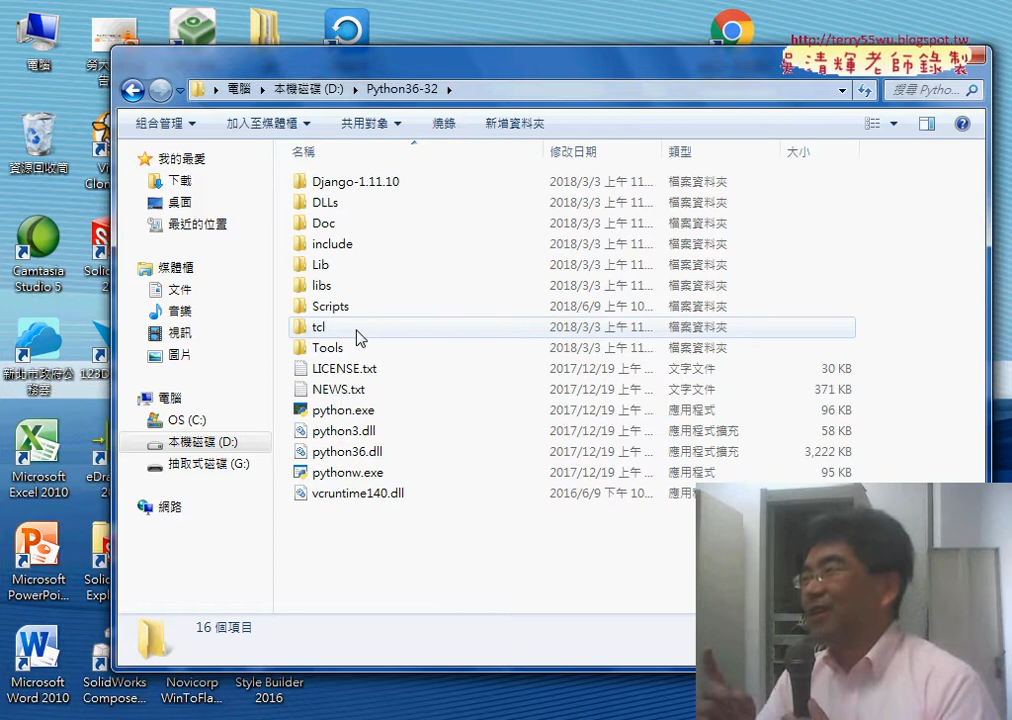 http://terry55wu.blogspot.tw
吳清輝老師錄製
電腦
資源回收筒
Camtasia
Studio 5
新北市政府公
務雲
Microsoft
Excel 2010
Microsoft
PowerPoi...
Microsoft
Word 2010
SolidWorks
Compose...
Novicorp
WinToFla...
Style Builder
2016
電腦 ▸ 本機磁碟 (D:) ▸ Python36-32 ▸
搜尋 Pytho...
組合管理 加入至媒體櫃 共用對象 燒錄 新增資料夾
我的最愛
下載
桌面
最近的位置
媒體櫃
文件
音樂
視訊
圖片
電腦
OS (C:)
本機磁碟 (D:)
抽取式磁碟 (G:)
網路
名稱 修改日期 類型 大小
Django-1.11.10 2018/3/3 上午 11... 檔案資料夾
DLLs 2018/3/3 上午 11... 檔案資料夾
Doc 2018/3/3 上午 11... 檔案資料夾
include 2018/3/3 上午 11... 檔案資料夾
Lib 2018/3/3 上午 11... 檔案資料夾
libs 2018/3/3 上午 11... 檔案資料夾
Scripts 2018/6/9 上午 10... 檔案資料夾
tcl 2018/3/3 上午 11... 檔案資料夾
Tools 2018/3/3 上午 11... 檔案資料夾
LICENSE.txt 2017/12/19 上午 ... 文字文件 30 KB
NEWS.txt 2017/12/19 上午 ... 文字文件 371 KB
python.exe 2017/12/19 上午 ... 應用程式 96 KB
python3.dll 2017/12/19 上午 ... 應用程式擴充 58 KB
python36.dll 2017/12/19 上午 ... 應用程式擴充 3,222 KB
pythonw.exe 2017/12/19 上午 ... 應用程式 95 KB
vcruntime140.dll 2016/6/9 下午 10...
16 個項目